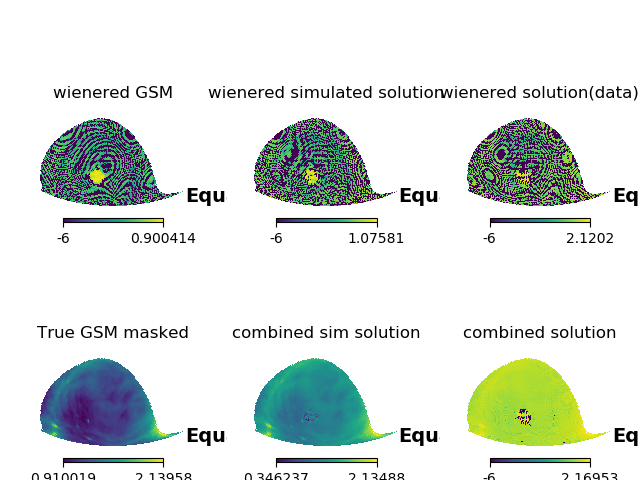 wienered GSM
wienered simulated solution
wienered solution(data)
Equ
Equ
Eq
-6
0.900414
-6
1.07581
-6
2.1202
True GSM masked
combined sim solution
combined solution
Equ
Equ
Eq
0.910019
2.13958
0.346237
2.13488
-6
2.16953